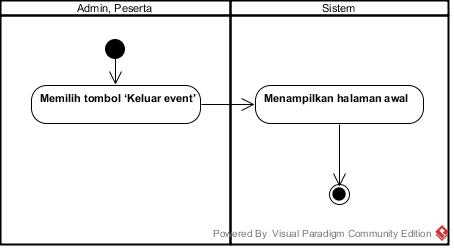 Admin, Peserta
Sistem
Memilih tombol ‘Keluar event’
Menampilkan halaman awal
Powered By Visual Paradigm Community Edition